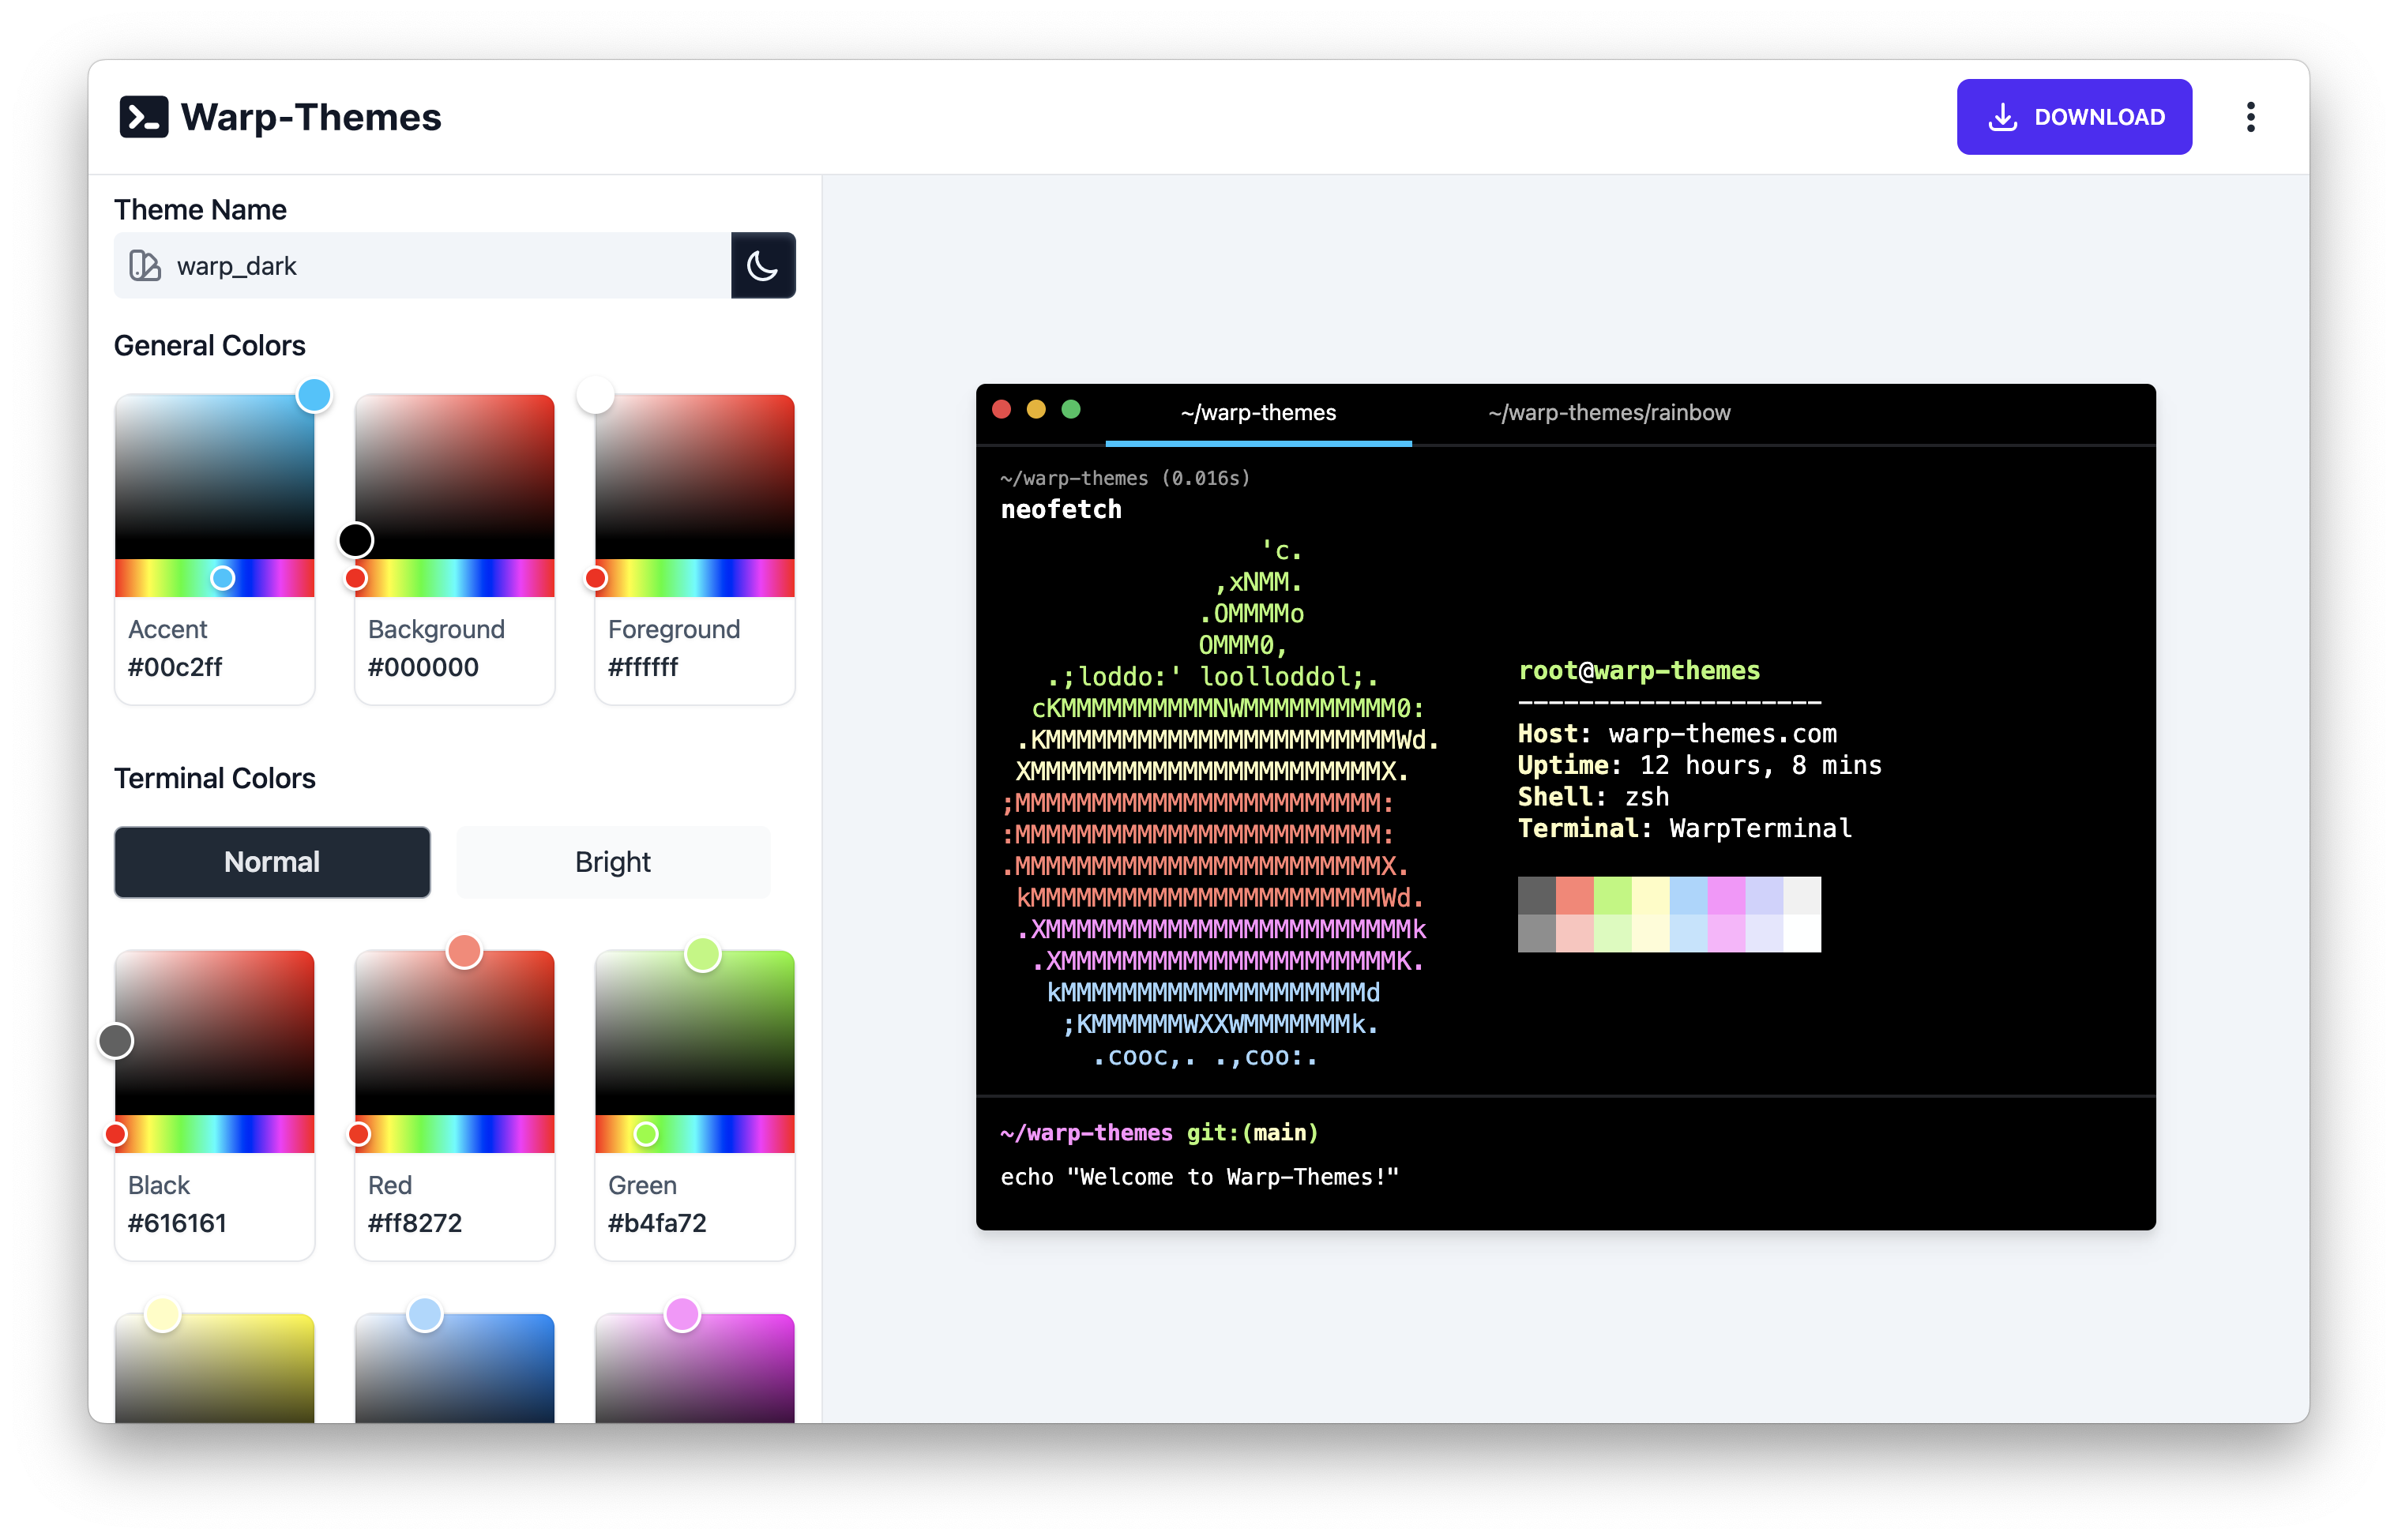 Warp-Themes
DOWNLOAD
Theme Name
warp_dark
General Colors
Accent
#00c2ff
Background
#000000
Foreground
#ffffff
Terminal Colors
Normal
Bright
Black
#616161
Red
#ff8272
Green
#b4fa72
~/warp-themes
~/warp-themes/rainbow
~/warp-themes (0.016s)
neofetch
'c.
,xNMM.
.OMMMMo
OMMM0,
.;loddo:' loolloddol;.
cKMMMMMMMMMMNWMMMMMMMMMM0:
.KMMMMMMMMMMMMMMMMMMMMMMMWd.
XMMMMMMMMMMMMMMMMMMMMMMMX.
;MMMMMMMMMMMMMMMMMMMMMMMM:
:MMMMMMMMMMMMMMMMMMMMMMMM:
.MMMMMMMMMMMMMMMMMMMMMMMMX.
kMMMMMMMMMMMMMMMMMMMMMMMWd.
.XMMMMMMMMMMMMMMMMMMMMMMMMk
.XMMMMMMMMMMMMMMMMMMMMMMK.
kMMMMMMMMMMMMMMMMMMMMd
;KMMMMMMWXXWMMMMMMMk.
.cooc,. .,coo:.
root@warp-themes
--------------------
Host: warp-themes.com
Uptime: 12 hours, 8 mins
Shell: zsh
Terminal: WarpTerminal
~/warp-themes git:(main)
echo "Welcome to Warp-Themes!"